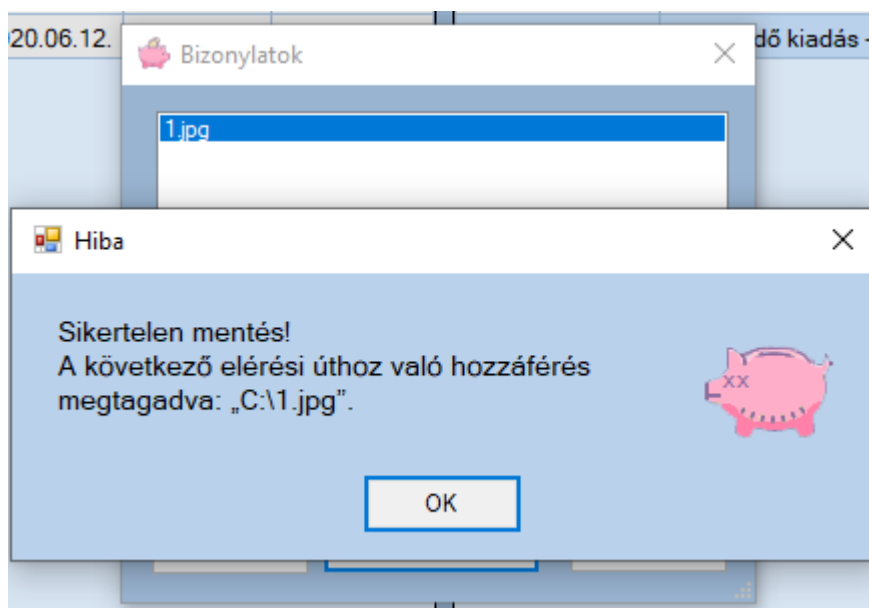 020.06.12.
Bizonylatok
dő kiadás -
1.jpg
Hiba
Sikertelen mentés!
A következő elérési úthoz való hozzáférés
megtagadva: „C:\1.jpg”.
OK